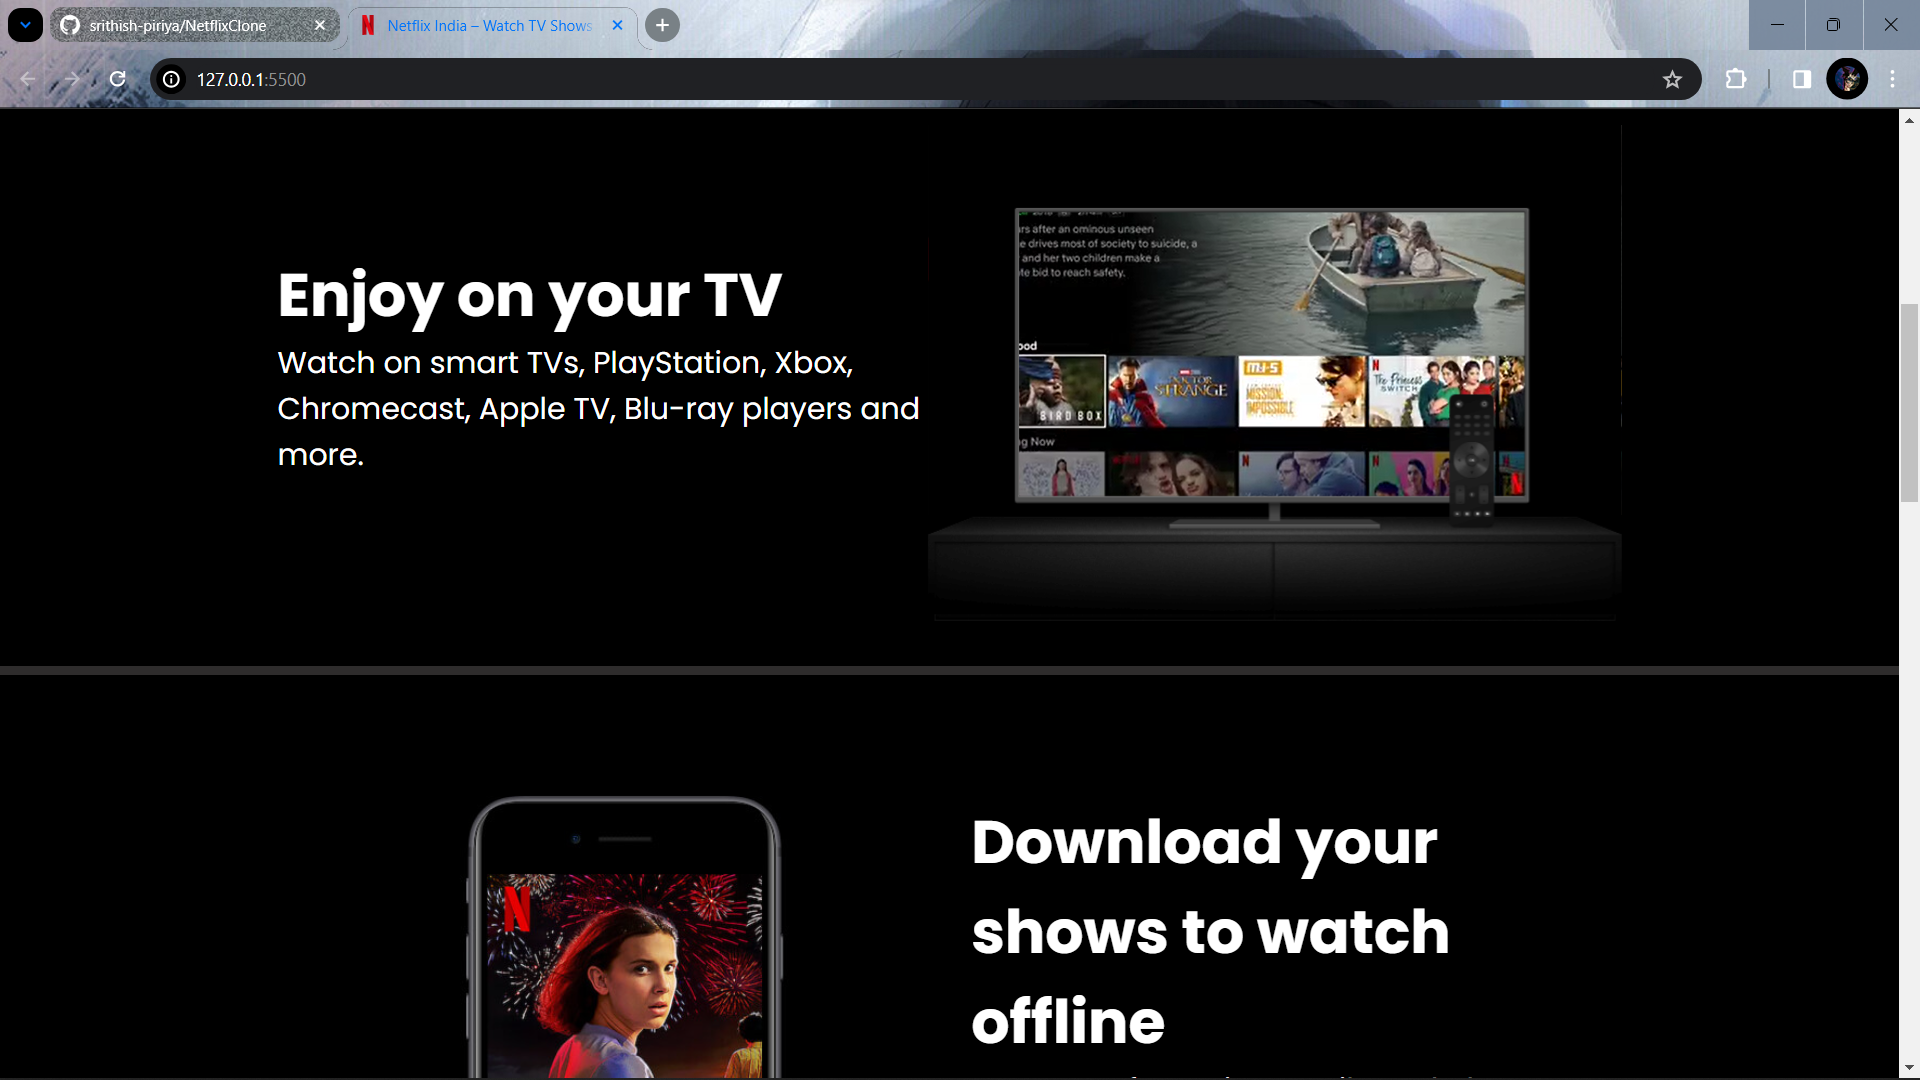 srithish-piriya/NetflixClone
Netflix India – Watch TV Shows
127.0.0.1:5500
Enjoy on your TV
Watch on smart TVs, PlayStation, Xbox,
Chromecast, Apple TV, Blu-ray players and
more.
rs after an ominous unseen
e drives most of society to suicide, a
and her two children make a
te bid to reach safety.
ood
BIRD BOX
DOCTOR STRANGE
M:I-5
MISSION: IMPOSSIBLE
The Princess
SWITCH
g Now
Download your
shows to watch
offline